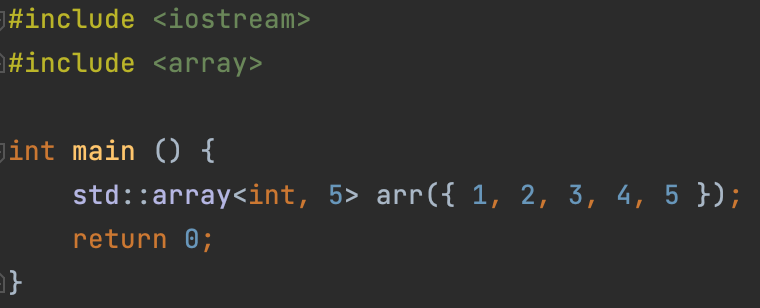 #include <iostream>
#include <array>
int main () {
std::array<int, 5> arr({ 1, 2, 3, 4, 5 });
return 0;
}